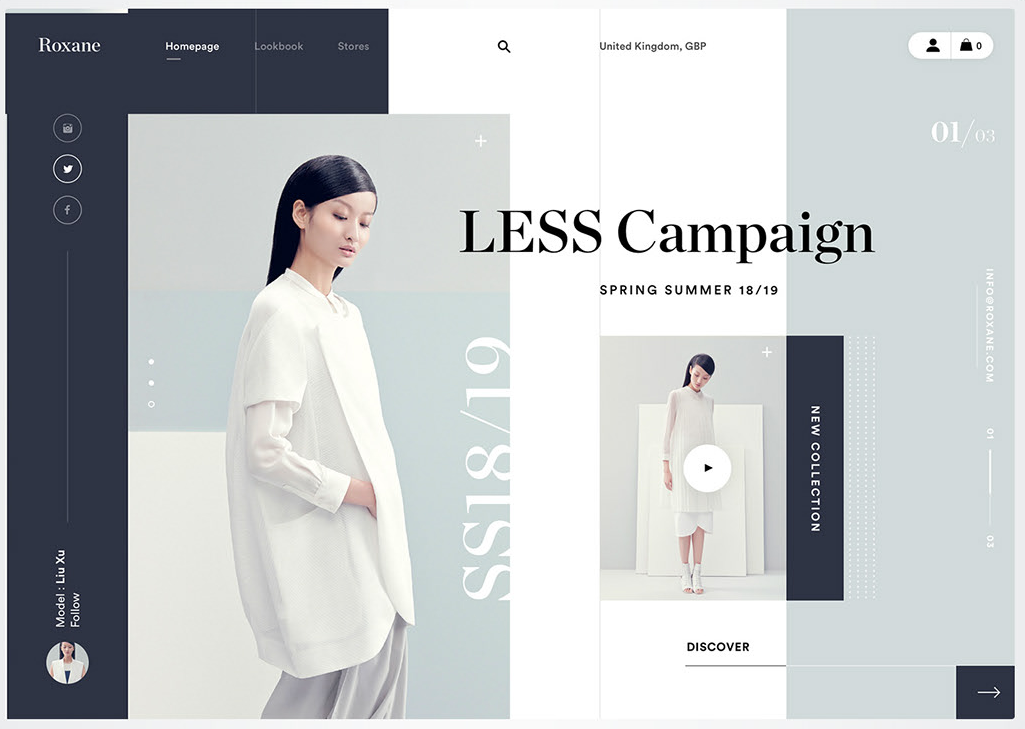 Roxane
Homepage
Lookbook
Stores
United Kingdom, GBP
0
01/03
LESS Campaign
SPRING SUMMER 18/19
SS18/19
NEW COLLECTION
INFO@ROXANE.COM
01
03
Model : Liu Xu
Follow
DISCOVER